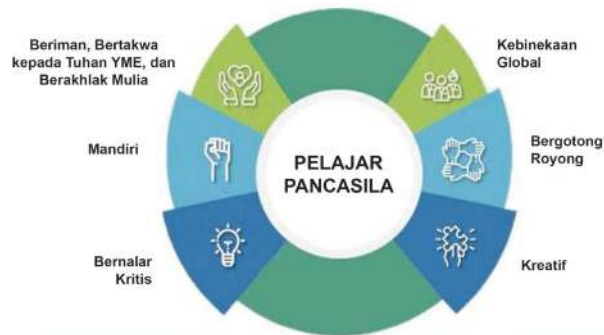 Beriman, Bertakwa
kepada Tuhan YME, dan
Berakhlak Mulia
Kebinekaan
Global
Mandiri
PELAJAR
PANCASILA
Bergotong
Royong
Bernalar
Kritis
Kreatif